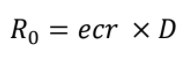 R₀ = ecr × D